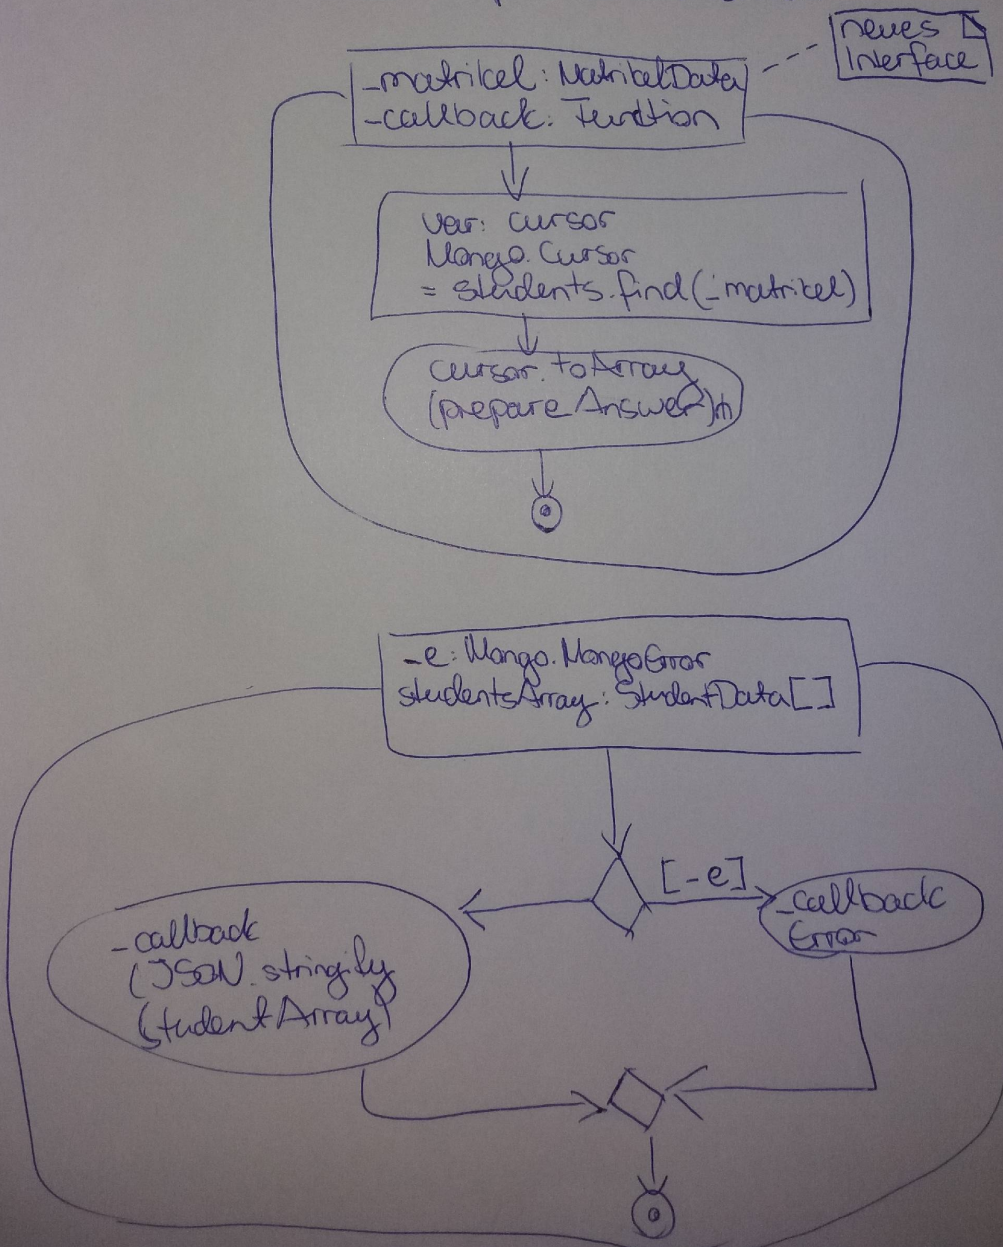 neues
Interface
_matrikel: MatrikelData
_callback: Function
var: cursor
Mongo.Cursor
= students.find(_matrikel)
cursor.toArray
(prepareAnswer)
_e: Mongo.MongoError
studentsArray: StudentData[]
[_e]
_callback
Error
_callback
(JSON.stringify
(studentArray)